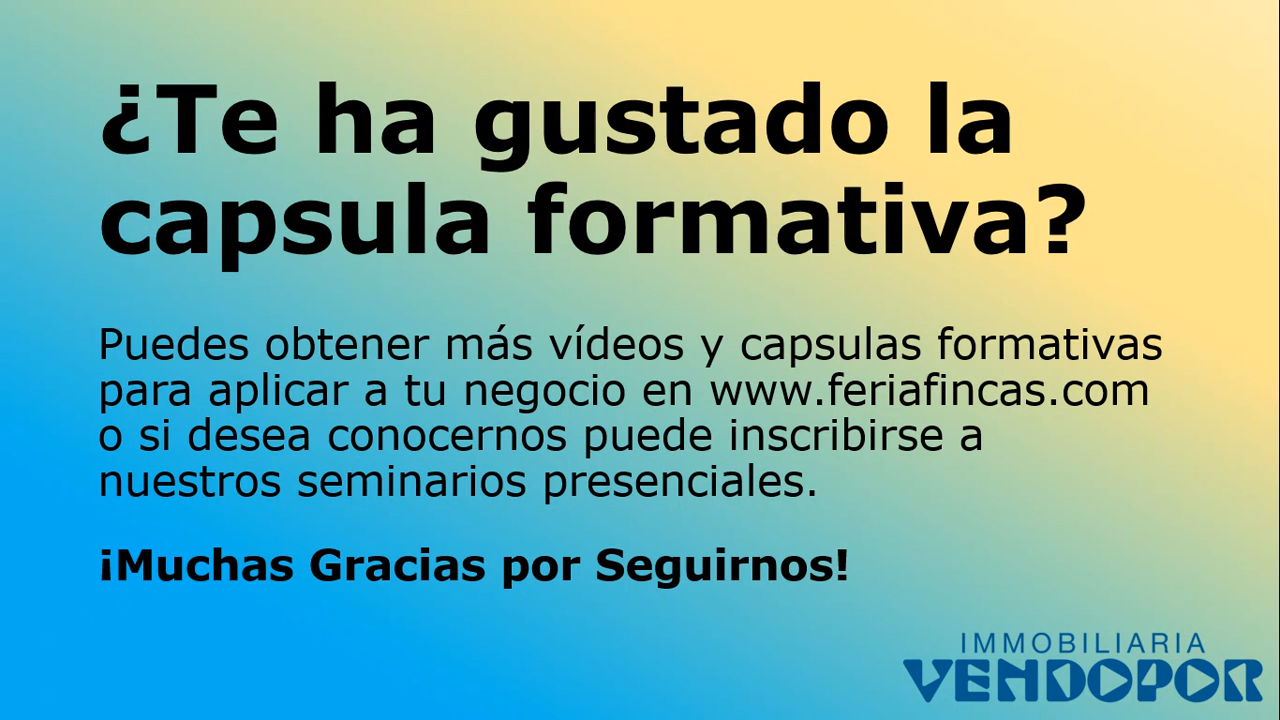 ¿Te ha gustado la
capsula formativa?
Puedes obtener más vídeos y capsulas formativas
para aplicar a tu negocio en www.feriafincas.com
o si desea conocernos puede inscribirse a
nuestros seminarios presenciales.
¡Muchas Gracias por Seguirnos!
IMMOBILIARIA
VENDOPOR